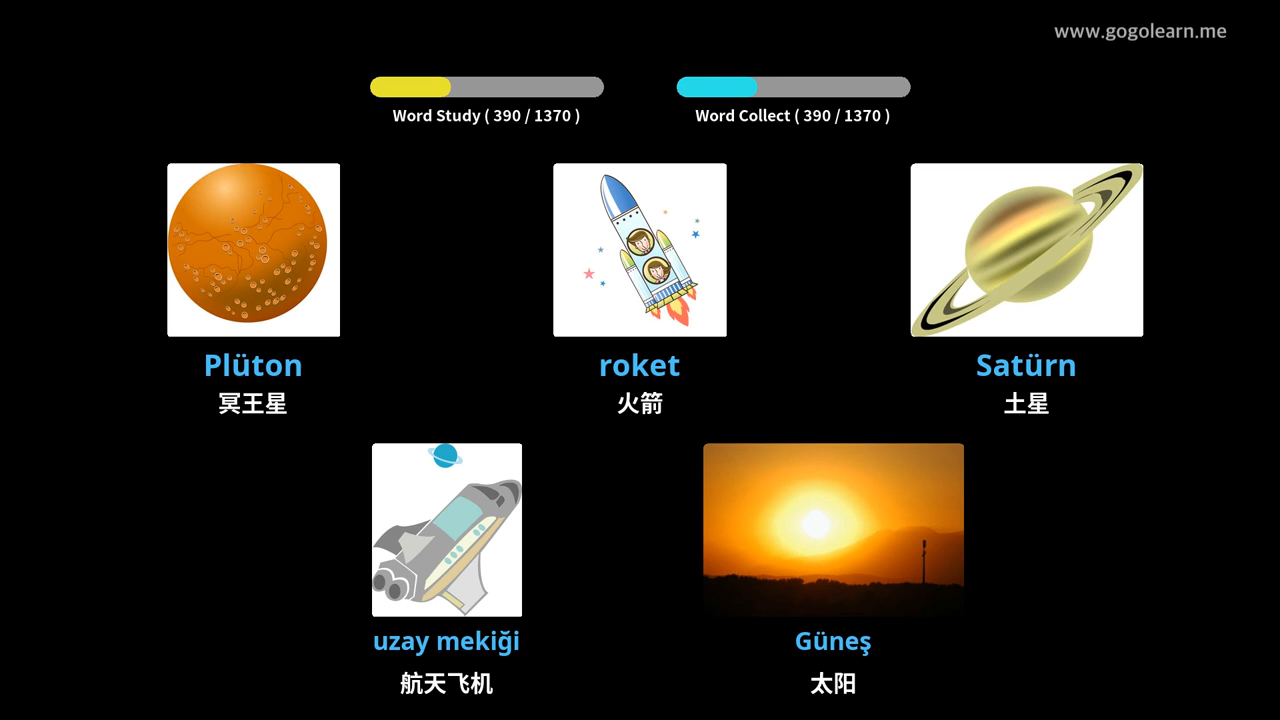 www.gogolearn.me
Word Study ( 390 / 1370 )
Word Collect ( 390 / 1370 )
Plüton
冥王星
roket
火箭
Satürn
土星
uzay mekiği
航天飞机
Güneş
太阳